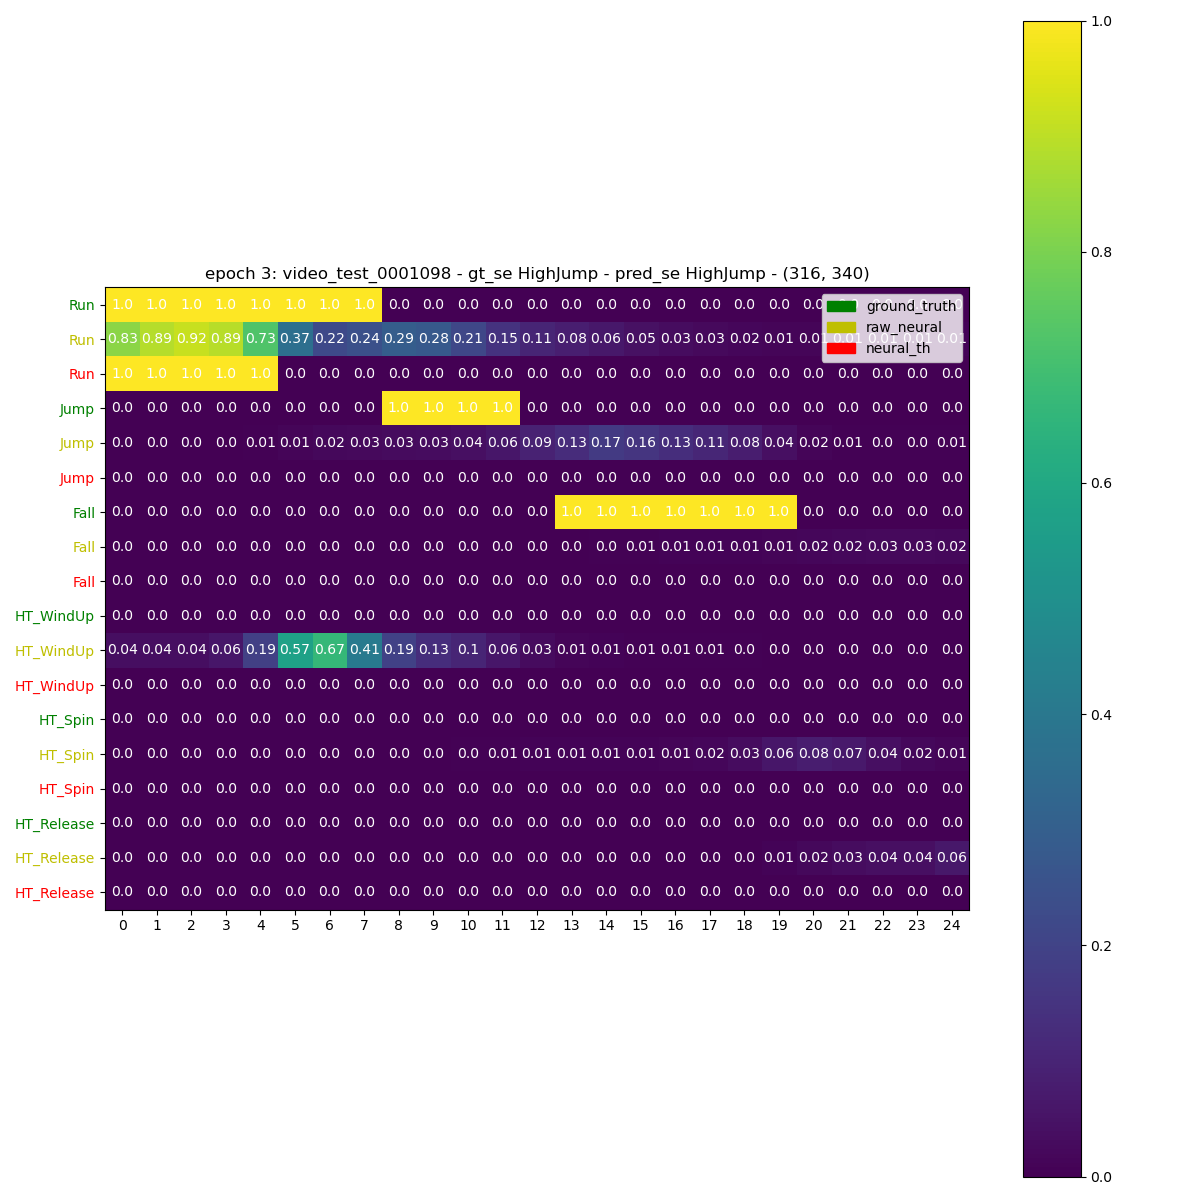 epoch 3: video_test_0001098 - gt_se HighJump - pred_se HighJump - (316, 340)
Run 1.0 1.0 1.0 1.0 1.0 1.0 1.0 1.0 0.0 0.0 0.0 0.0 0.0 0.0 0.0 0.0 0.0 0.0 0.0 0.0
Run 0.83 0.89 0.92 0.89 0.73 0.37 0.22 0.24 0.29 0.28 0.21 0.15 0.11 0.08 0.06 0.05 0.03 0.03 0.02 0.01 0.01 0.01 0.01 0.01 0.01
Run 1.0 1.0 1.0 1.0 1.0 0.0 0.0 0.0 0.0 0.0 0.0 0.0 0.0 0.0 0.0 0.0 0.0 0.0 0.0 0.0 0.0 0.0 0.0 0.0 0.0
Jump 0.0 0.0 0.0 0.0 0.0 0.0 0.0 0.0 1.0 1.0 1.0 1.0 0.0 0.0 0.0 0.0 0.0 0.0 0.0 0.0 0.0 0.0 0.0 0.0 0.0
Jump 0.0 0.0 0.0 0.0 0.01 0.01 0.02 0.03 0.03 0.03 0.04 0.06 0.09 0.13 0.17 0.16 0.13 0.11 0.08 0.04 0.02 0.01 0.0 0.0 0.01
Jump 0.0 0.0 0.0 0.0 0.0 0.0 0.0 0.0 0.0 0.0 0.0 0.0 0.0 0.0 0.0 0.0 0.0 0.0 0.0 0.0 0.0 0.0 0.0 0.0 0.0
Fall 0.0 0.0 0.0 0.0 0.0 0.0 0.0 0.0 0.0 0.0 0.0 0.0 0.0 1.0 1.0 1.0 1.0 1.0 1.0 1.0 0.0 0.0 0.0 0.0 0.0
Fall 0.0 0.0 0.0 0.0 0.0 0.0 0.0 0.0 0.0 0.0 0.0 0.0 0.0 0.0 0.0 0.01 0.01 0.01 0.01 0.01 0.02 0.02 0.03 0.03 0.02
Fall 0.0 0.0 0.0 0.0 0.0 0.0 0.0 0.0 0.0 0.0 0.0 0.0 0.0 0.0 0.0 0.0 0.0 0.0 0.0 0.0 0.0 0.0 0.0 0.0 0.0
HT_WindUp 0.0 0.0 0.0 0.0 0.0 0.0 0.0 0.0 0.0 0.0 0.0 0.0 0.0 0.0 0.0 0.0 0.0 0.0 0.0 0.0 0.0 0.0 0.0 0.0 0.0
HT_WindUp 0.04 0.04 0.04 0.06 0.19 0.57 0.67 0.41 0.19 0.13 0.1 0.06 0.03 0.01 0.01 0.01 0.01 0.01 0.0 0.0 0.0 0.0 0.0 0.0 0.0
HT_WindUp 0.0 0.0 0.0 0.0 0.0 0.0 0.0 0.0 0.0 0.0 0.0 0.0 0.0 0.0 0.0 0.0 0.0 0.0 0.0 0.0 0.0 0.0 0.0 0.0 0.0
HT_Spin 0.0 0.0 0.0 0.0 0.0 0.0 0.0 0.0 0.0 0.0 0.0 0.0 0.0 0.0 0.0 0.0 0.0 0.0 0.0 0.0 0.0 0.0 0.0 0.0 0.0
HT_Spin 0.0 0.0 0.0 0.0 0.0 0.0 0.0 0.0 0.0 0.0 0.0 0.01 0.01 0.01 0.01 0.01 0.01 0.02 0.03 0.06 0.08 0.07 0.04 0.02 0.01
HT_Spin 0.0 0.0 0.0 0.0 0.0 0.0 0.0 0.0 0.0 0.0 0.0 0.0 0.0 0.0 0.0 0.0 0.0 0.0 0.0 0.0 0.0 0.0 0.0 0.0 0.0
HT_Release 0.0 0.0 0.0 0.0 0.0 0.0 0.0 0.0 0.0 0.0 0.0 0.0 0.0 0.0 0.0 0.0 0.0 0.0 0.0 0.0 0.0 0.0 0.0 0.0 0.0
HT_Release 0.0 0.0 0.0 0.0 0.0 0.0 0.0 0.0 0.0 0.0 0.0 0.0 0.0 0.0 0.0 0.0 0.0 0.0 0.0 0.01 0.02 0.03 0.04 0.04 0.06
HT_Release 0.0 0.0 0.0 0.0 0.0 0.0 0.0 0.0 0.0 0.0 0.0 0.0 0.0 0.0 0.0 0.0 0.0 0.0 0.0 0.0 0.0 0.0 0.0 0.0 0.0
0 1 2 3 4 5 6 7 8 9 10 11 12 13 14 15 16 17 18 19 20 21 22 23 24
ground_truth
raw_neural
neural_th
1.0
0.8
0.6
0.4
0.2
0.0